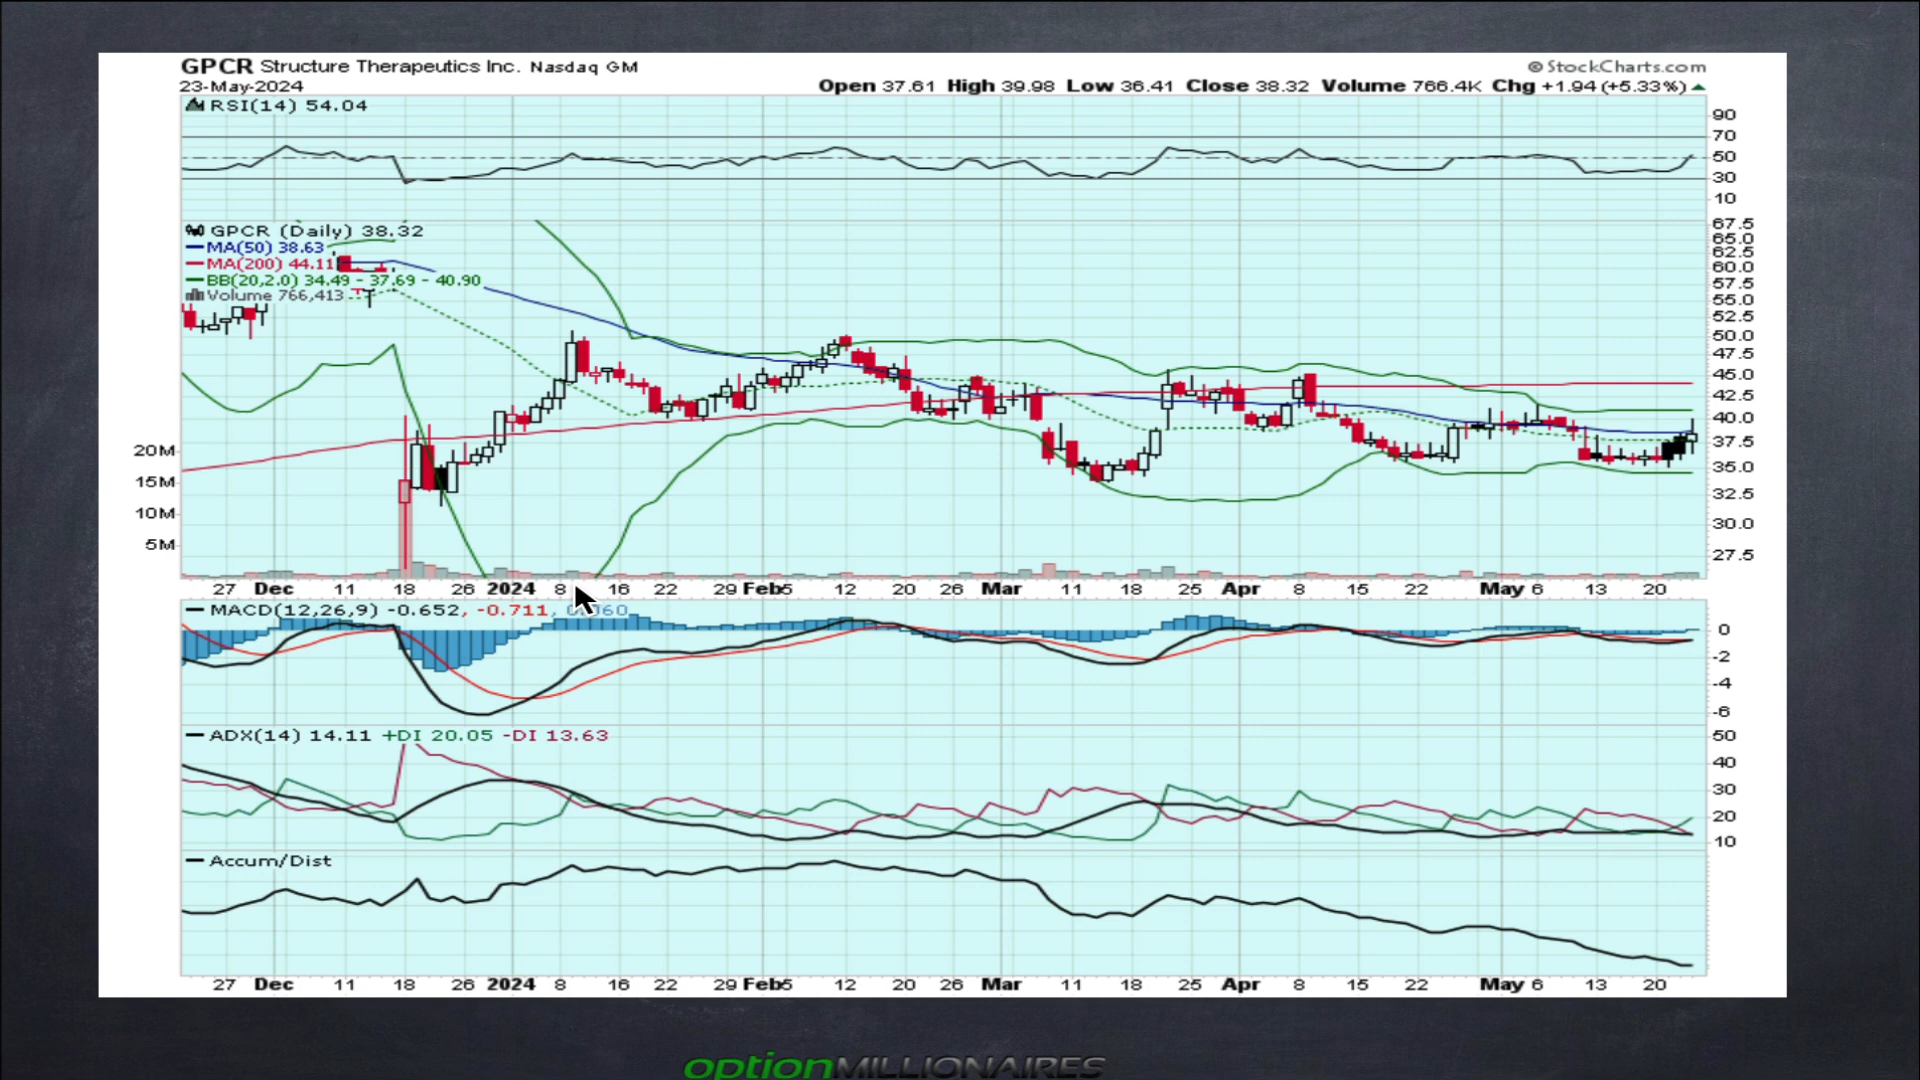 GPCR Structure Therapeutics Inc. Nasdaq GM
© StockCharts.com
23-May-2024
Open 37.61 High 39.98 Low 36.41 Close 38.32 Volume 766.4K Chg +1.94 (+5.33%)
RSI(14) 54.04
90
70
50
30
10
GPCR (Daily) 38.32
MA(50) 38.63
MA(200) 44.11
BB(20,2.0) 34.49 - 37.69 - 40.90
Volume 766,413
67.5
65.0
62.5
60.0
57.5
55.0
52.5
50.0
47.5
45.0
42.5
40.0
37.5
35.0
32.5
30.0
27.5
20M
15M
10M
5M
27 Dec 11 18 26 2024 8 16 22 29 Feb 5 12 20 26 Mar 11 18 25 Apr 8 15 22 May 6 13 20
MACD(12,26,9) -0.652, -0.711,
0
-2
-4
-6
ADX(14) 14.11 +DI 20.05 -DI 13.63
50
40
30
20
10
Accum/Dist
27 Dec 11 18 26 2024 8 16 22 29 Feb 5 12 20 26 Mar 11 18 25 Apr 8 15 22 May 6 13 20
optionMILLIONAIRES